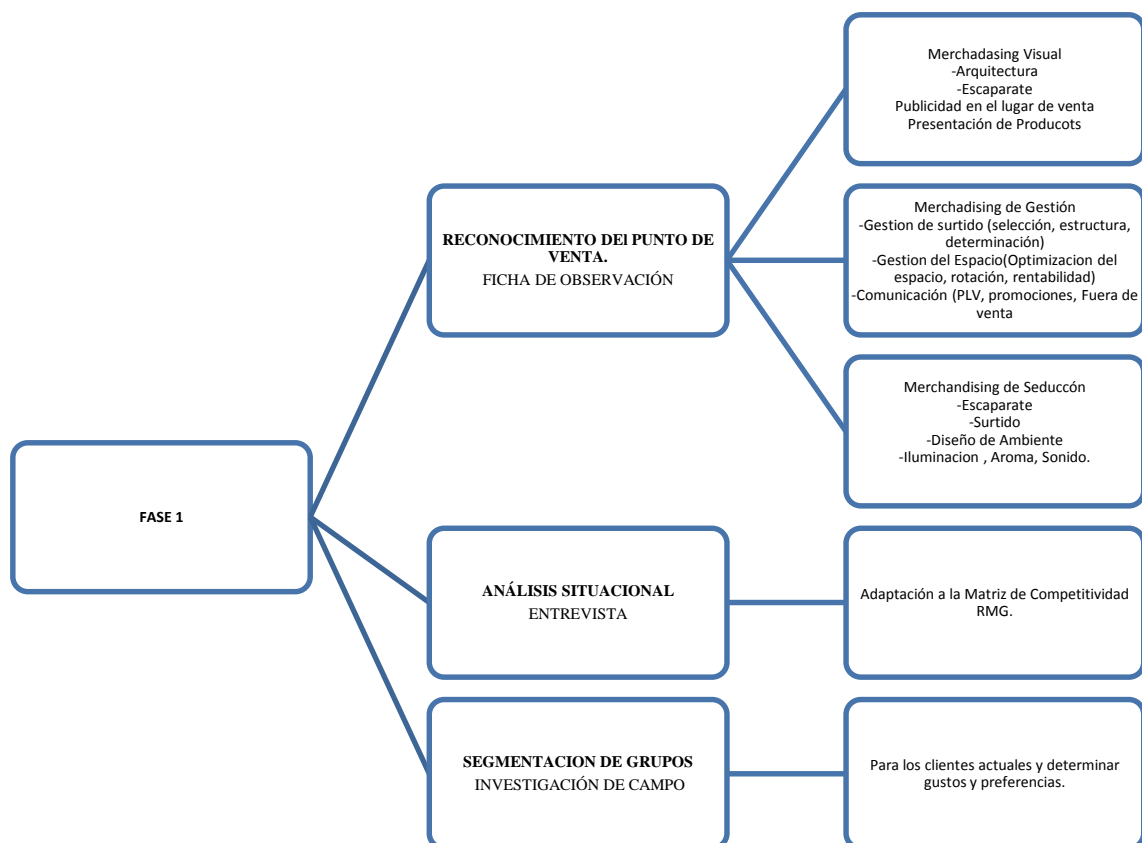 FASE 1
RECONOCIMIENTO DEl PUNTO DE
VENTA.
FICHA DE OBSERVACIÓN
Merchadasing Visual
-Arquitectura
-Escaparate
Publicidad en el lugar de venta
Presentación de Producots
Merchadising de Gestión
-Gestion de surtido (selección, estructura,
determinación)
-Gestion del Espacio(Optimizacion del
espacio, rotación, rentabilidad)
-Comunicación (PLV, promociones, Fuera de
venta
Merchandising de Seduccón
-Escaparate
-Surtido
-Diseño de Ambiente
-Iluminacion , Aroma, Sonido.
ANÁLISIS SITUACIONAL
ENTREVISTA
Adaptación a la Matriz de Competitividad
RMG.
SEGMENTACION DE GRUPOS
INVESTIGACIÓN DE CAMPO
Para los clientes actuales y determinar
gustos y preferencias.